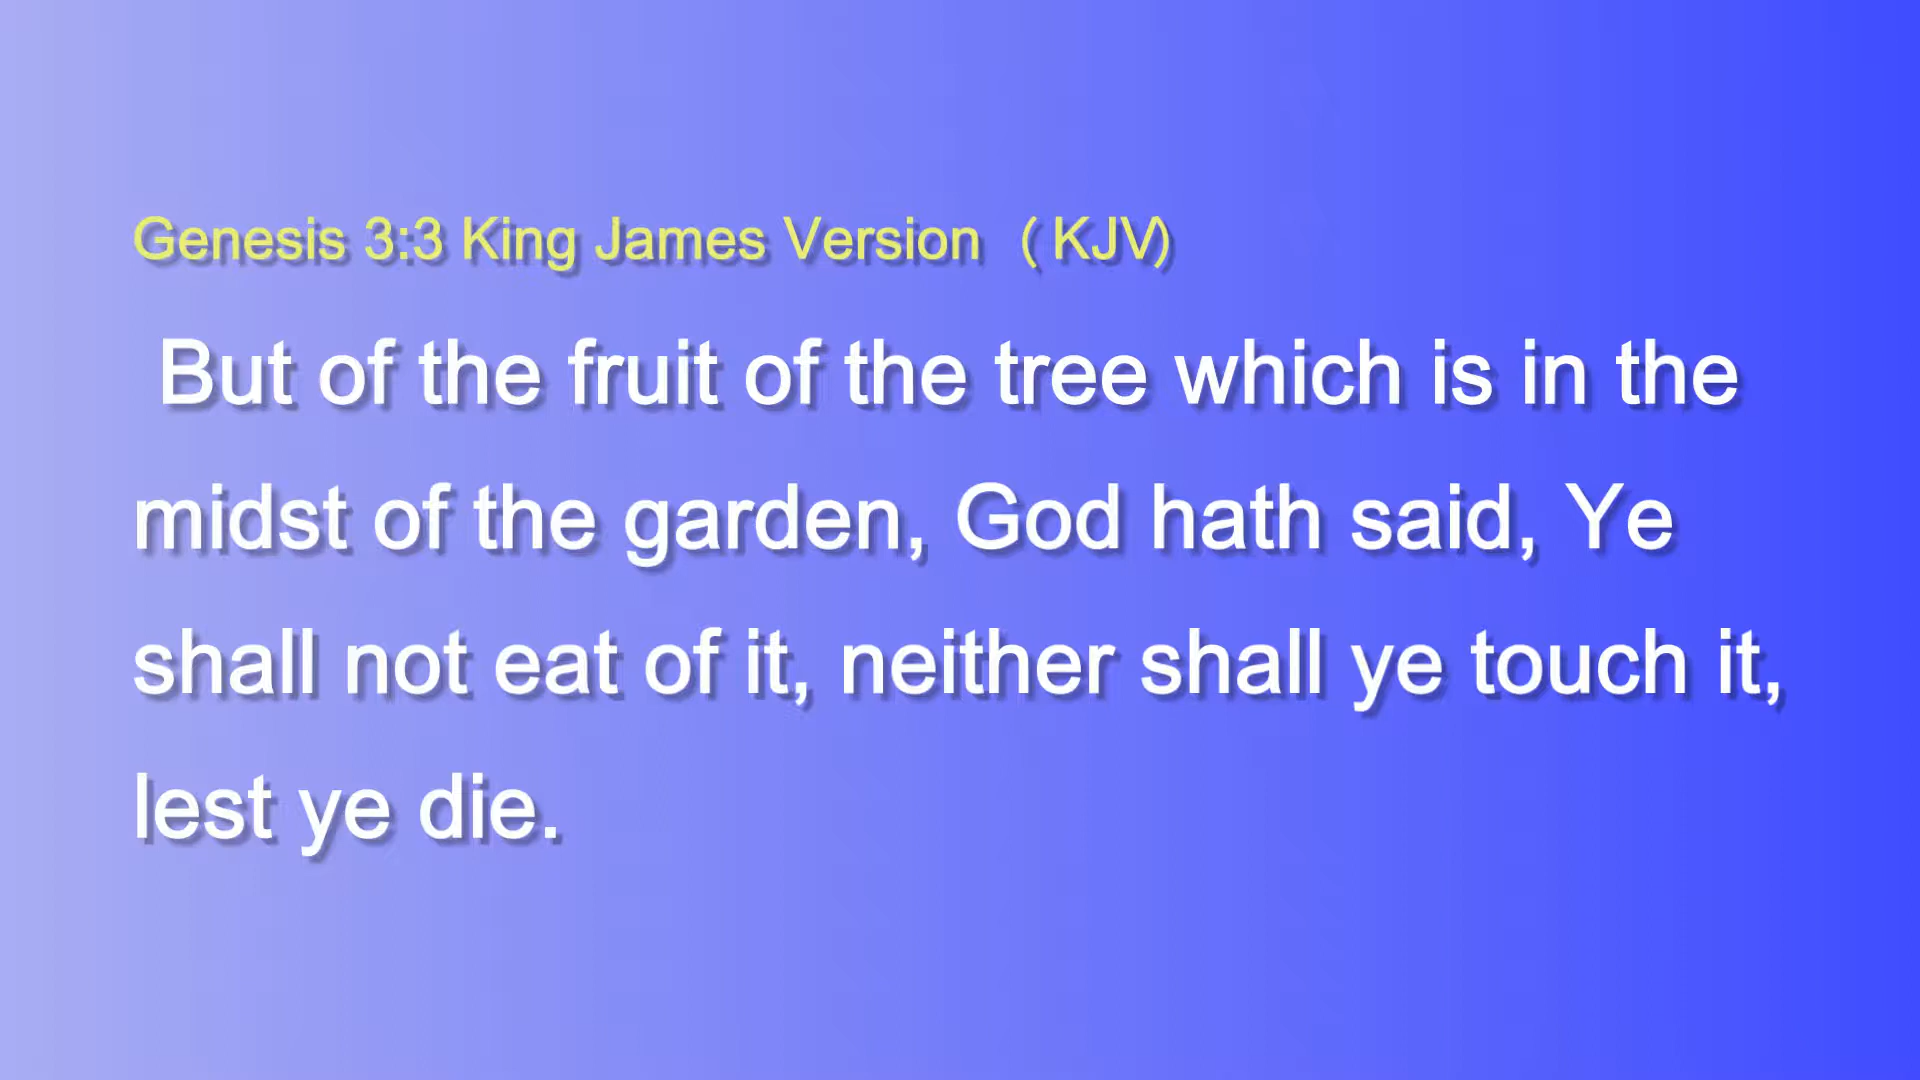 Genesis 3:3 King James Version (KJV)
But of the fruit of the tree which is in the
midst of the garden, God hath said, Ye
shall not eat of it, neither shall ye touch it,
lest ye die.